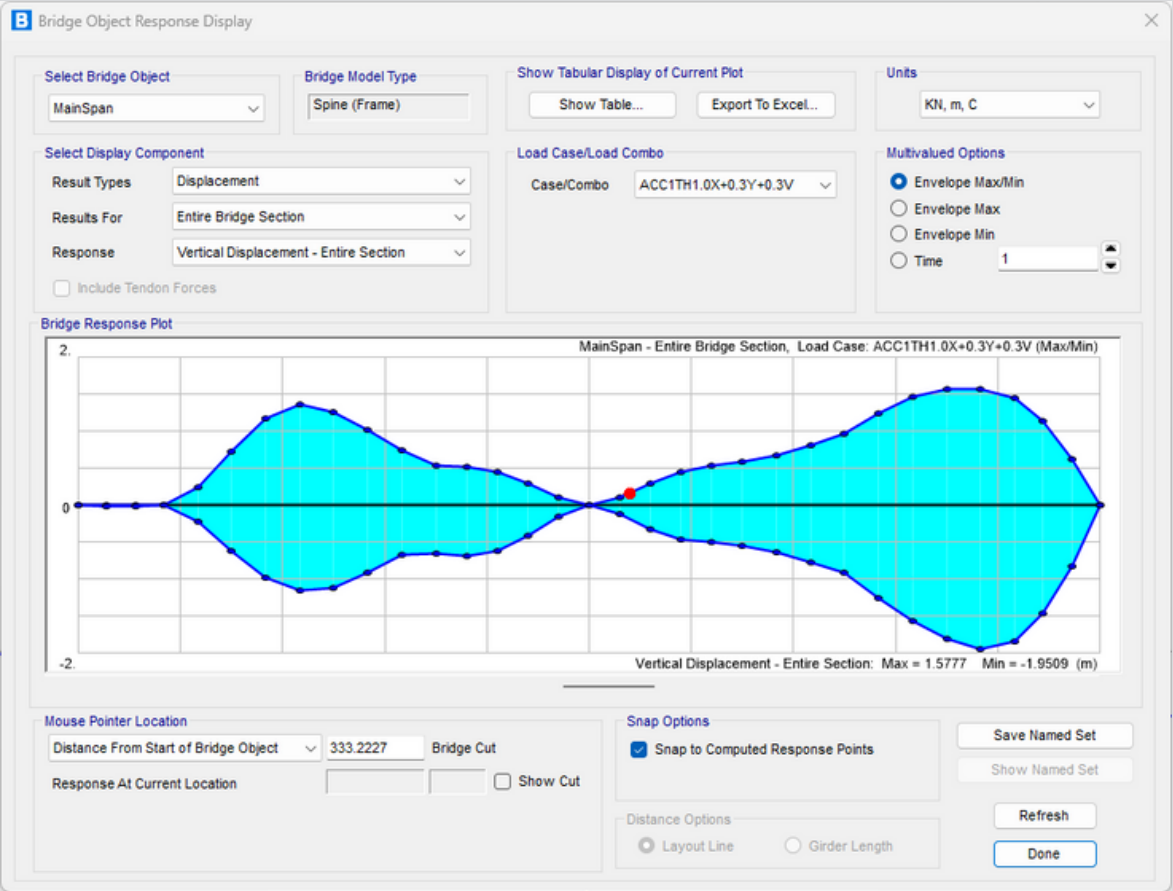 B Bridge Object Response Display
Select Bridge Object
MainSpan
Bridge Model Type
Spine (Frame)
Show Tabular Display of Current Plot
Show Table...
Export To Excel...
Units
KN, m, C
Select Display Component
Result Types
Displacement
Results For
Entire Bridge Section
Response
Vertical Displacement - Entire Section
Include Tendon Forces
Load Case/Load Combo
Case/Combo
ACC1TH1.0X+0.3Y+0.3V
Multivalued Options
Envelope Max/Min
Envelope Max
Envelope Min
Time
1
Bridge Response Plot
2.
MainSpan - Entire Bridge Section, Load Case: ACC1TH1.0X+0.3Y+0.3V (Max/Min)
0
-2.
Vertical Displacement - Entire Section: Max = 1.5777 Min = -1.9509 (m)
Mouse Pointer Location
Distance From Start of Bridge Object
333.2227
Bridge Cut
Response At Current Location
Show Cut
Snap Options
Snap to Computed Response Points
Distance Options
Layout Line
Girder Length
Save Named Set
Show Named Set
Refresh
Done